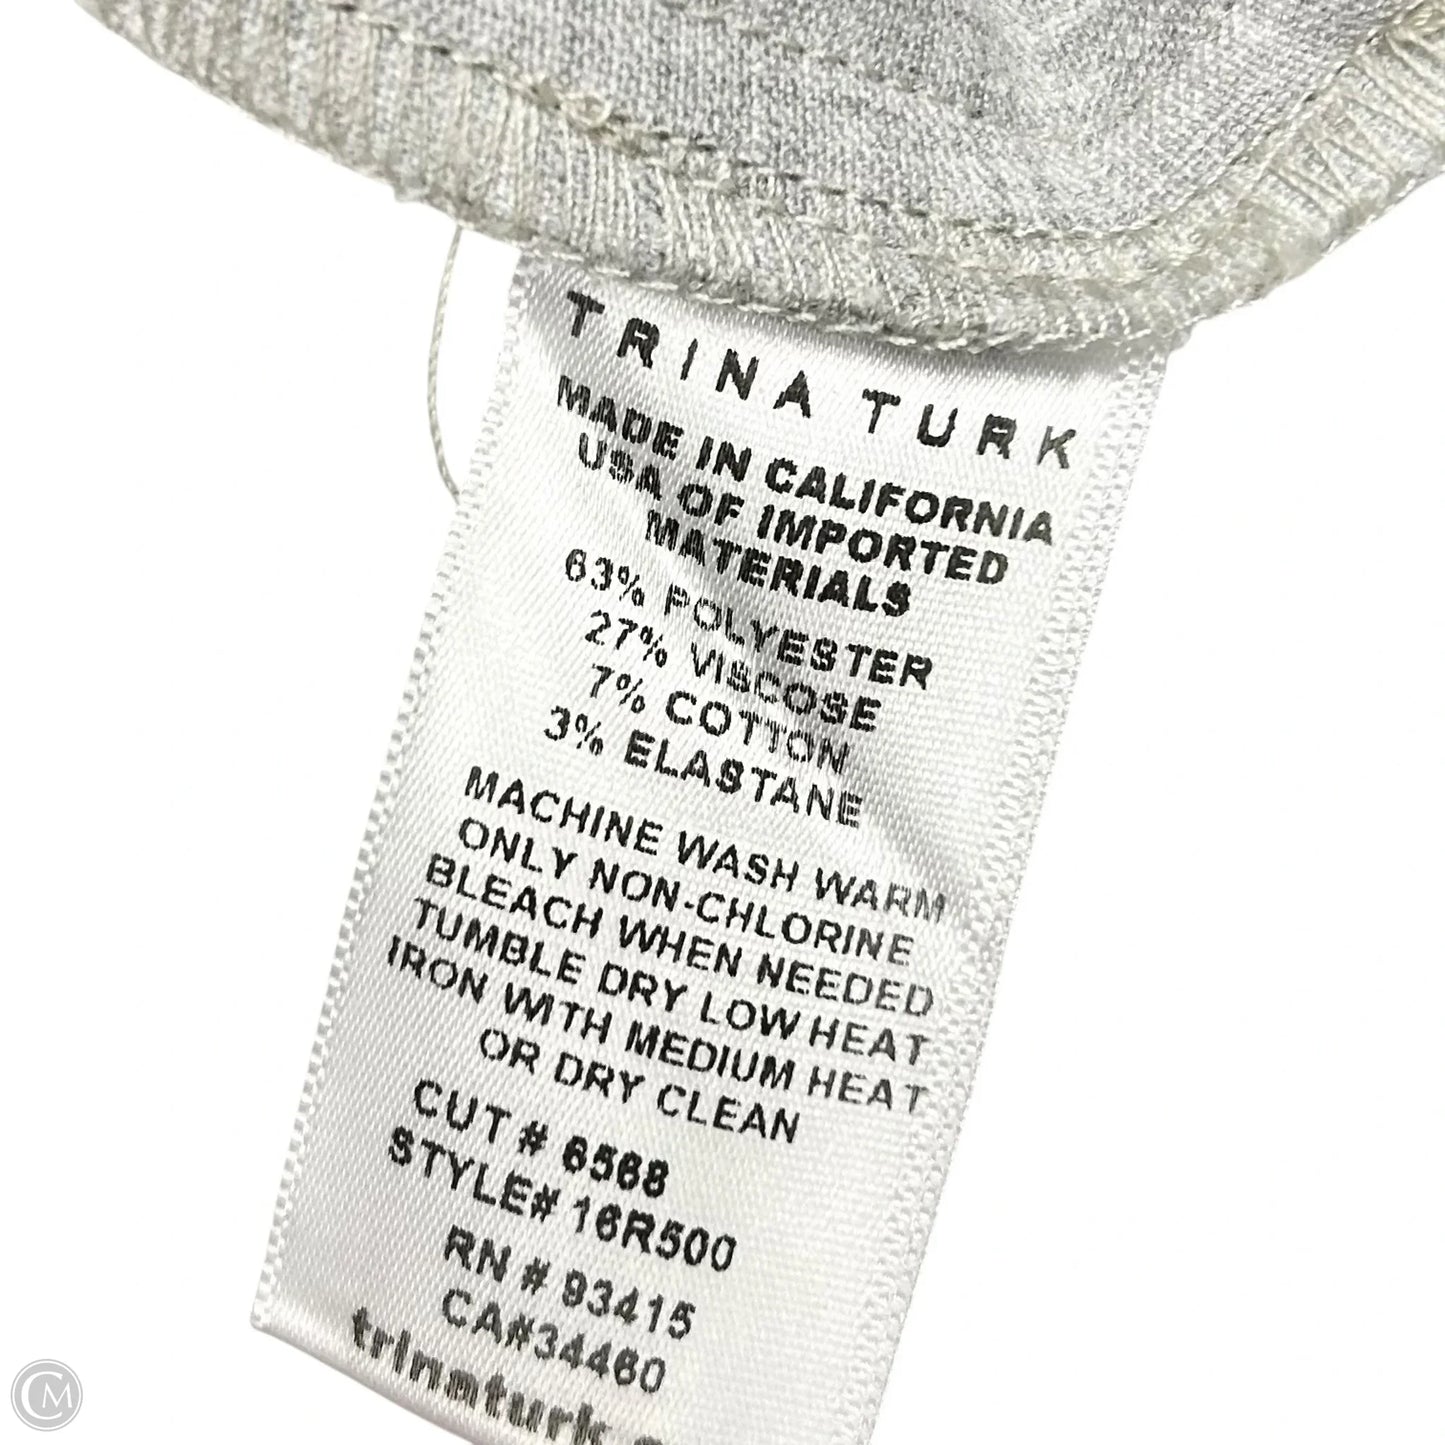 TRINA TURK
MADE IN CALIFORNIA
USA OF IMPORTED
MATERIALS
63% POLYESTER
27% VISCOSE
7% COTTON
3% ELASTANE
MACHINE WASH WARM
ONLY NON-CHLORINE
BLEACH WHEN NEEDED
TUMBLE DRY LOW HEAT
IRON WITH MEDIUM HEAT
OR DRY CLEAN
CUT # 6568
STYLE# 16R500
RN # 93415
CA#34460
trinaturk.
CM